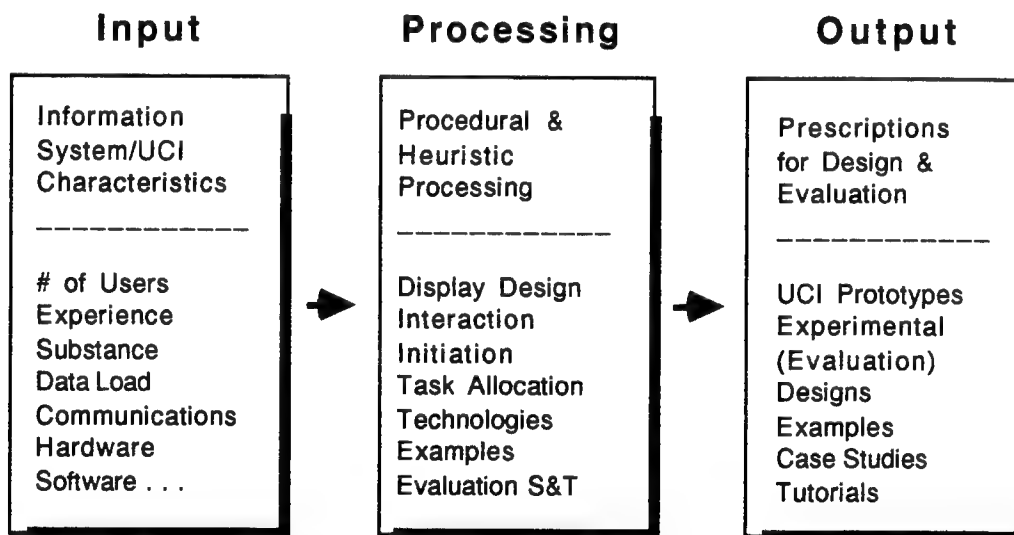 Input
Information
System/UCI
Characteristics
# of Users
Experience
Substance
Data Load
Communications
Hardware
Software . . .
Processing
Procedural &
Heuristic
Processing
Display Design
Interaction
Initiation
Task Allocation
Technologies
Examples
Evaluation S&T
Output
Prescriptions
for Design &
Evaluation
UCI Prototypes
Experimental
(Evaluation)
Designs
Examples
Case Studies
Tutorials